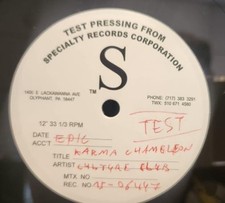 TEST PRESSING FROM
SPECIALTY RECORDS CORPORATION
1400 E. LACKAWANNA AVE.
OLYPHANT, PA. 18447
PHONE: (717) 383 3291
TWX: 510 671 4580
S
TM
12" 33 1/3 RPM
TEST
DATE
ACC'T EPIC
TITLE KARMA CHAMELEON
ARTIST CULTURE CLUB
MTX NO
REC NO